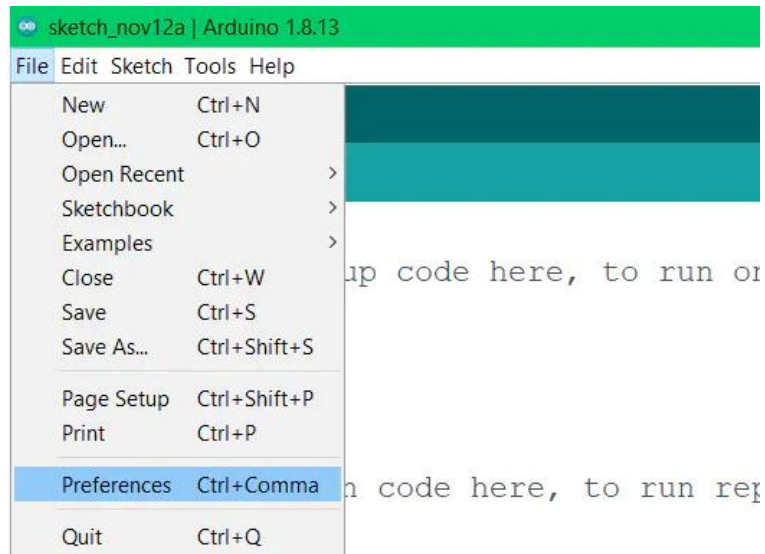 sketch_nov12a | Arduino 1.8.13
File Edit Sketch Tools Help
New Ctrl+N
Open... Ctrl+O
Open Recent >
Sketchbook >
Examples >
Close Ctrl+W
up code here, to run
Save Ctrl+S
Save As... Ctrl+Shift+S
Page Setup Ctrl+Shift+P
Print Ctrl+P
Preferences Ctrl+Comma
code here, to run
Quit Ctrl+Q